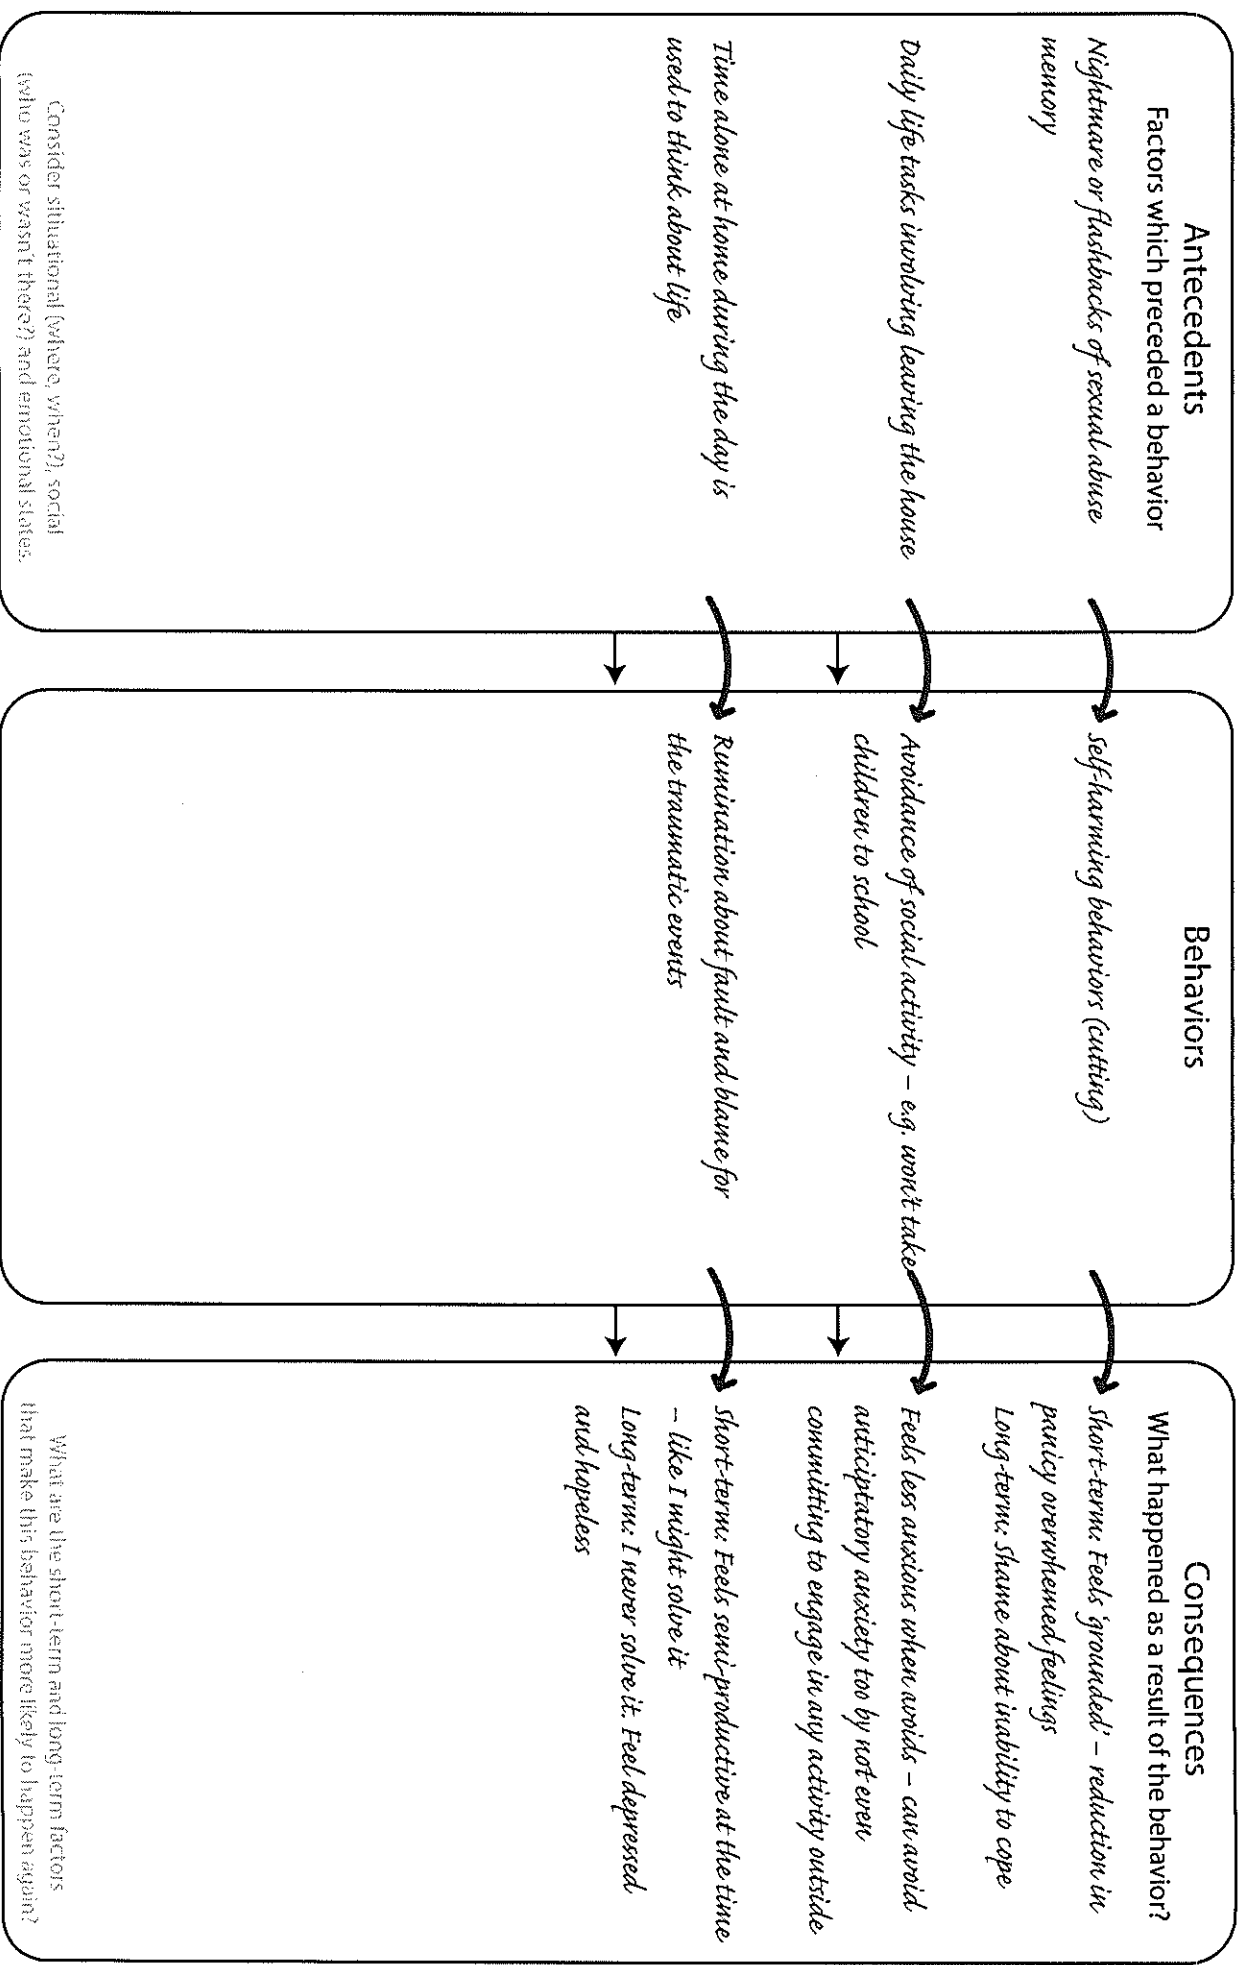 Antecedents
Factors which preceded a behavior
Nightmare or flashbacks of sexual abuse
memory
Daily life tasks involving leaving the house
Time alone at home during the day is
used to think about life
Consider situational (where, when?), social
(who was or wasn't there?) and emotional states.
Behaviors
Self-harming behaviors (cutting)
Avoidance of social activity – e.g. won't take
children to school
Rumination about fault and blame for
the traumatic events
Consequences
What happened as a result of the behavior?
Short-term: Feels 'grounded' – reduction in
panicy overwhemed feelings
Long-term: Shame about inability to cope
Feels less anxious when avoids – can avoid
anticiptatory anxiety too by not even
committing to engage in any activity outside
Short-term: Feels semi-productive at the time
– like I might solve it
Long-term: I never solve it. Feel depressed
and hopeless
What are the short-term and long-term factors
that make this behavior more likely to happen again?